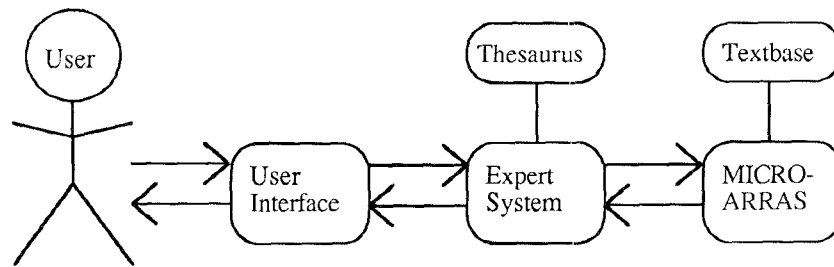 User
Thesaurus
Textbase
User
Interface
Expert
System
MICRO-
ARRAS